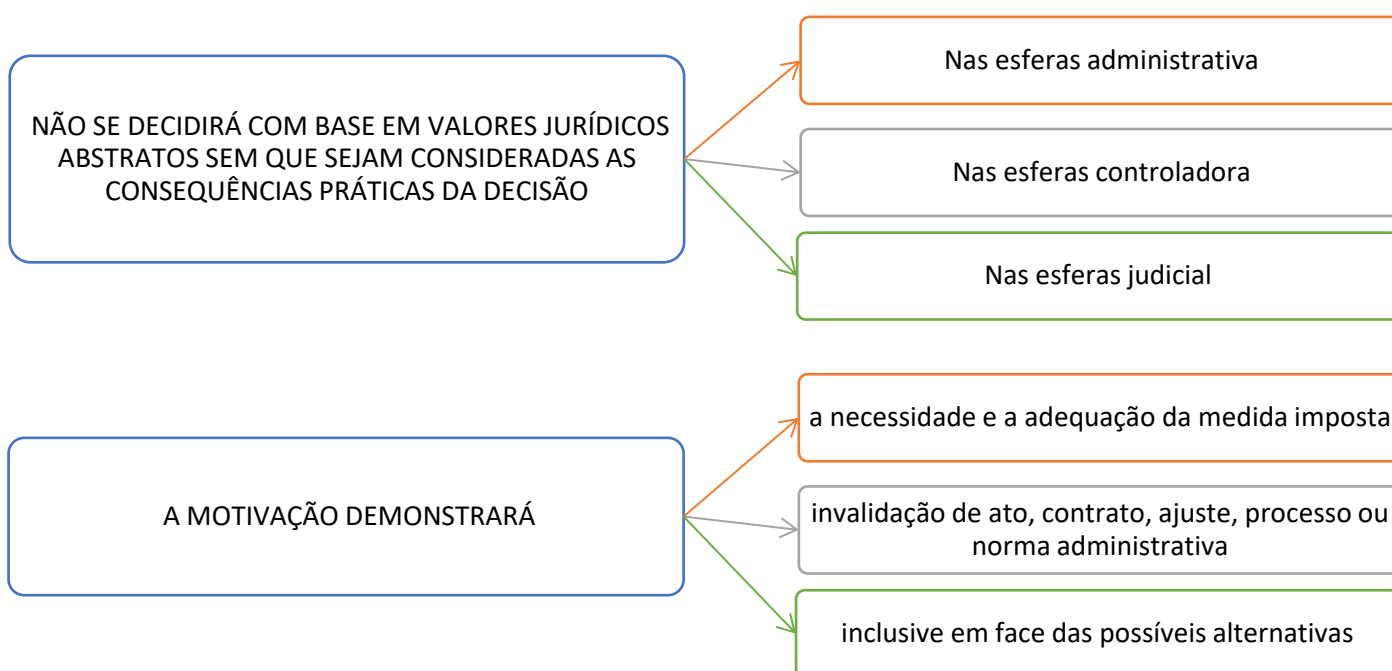 NÃO SE DECIDIRÁ COM BASE EM VALORES JURÍDICOS
ABSTRATOS SEM QUE SEJAM CONSIDERADAS AS
CONSEQUÊNCIAS PRÁTICAS DA DECISÃO
Nas esferas administrativa
Nas esferas controladora
Nas esferas judicial
A MOTIVAÇÃO DEMONSTRARÁ
a necessidade e a adequação da medida imposta
invalidação de ato, contrato, ajuste, processo ou
norma administrativa
inclusive em face das possíveis alternativas